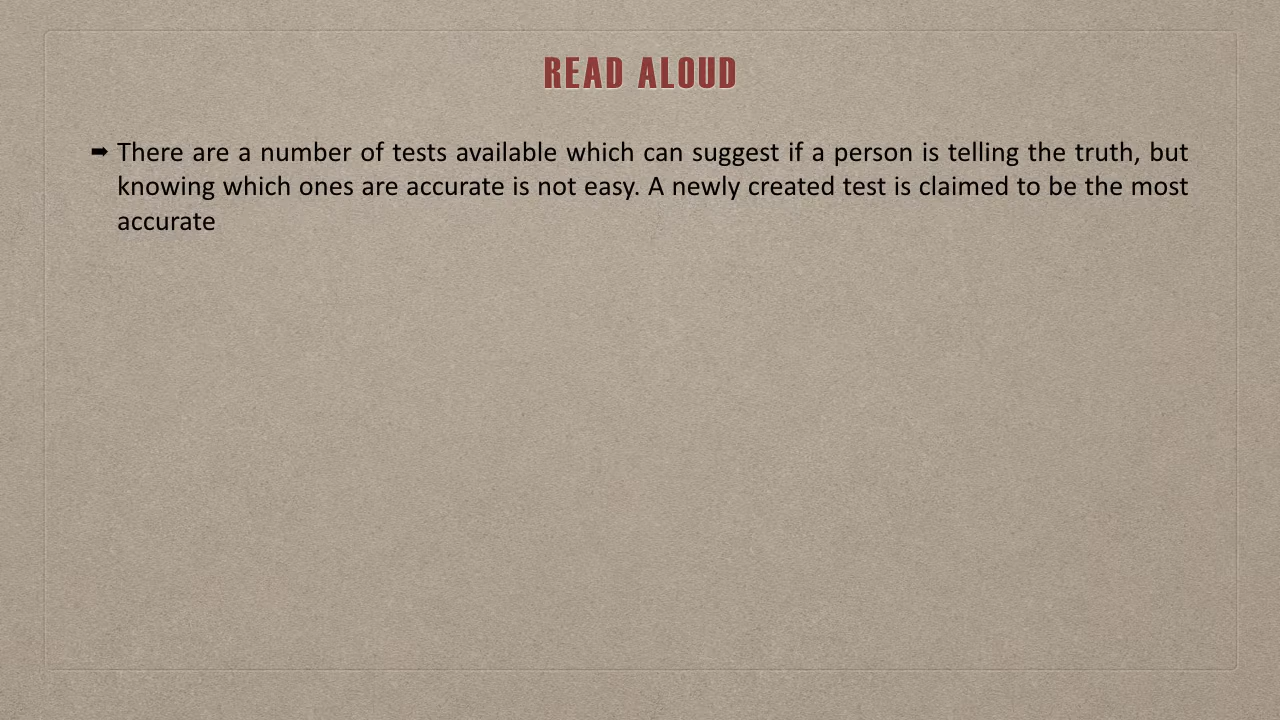 READ ALOUD
➡ There are a number of tests available which can suggest if a person is telling the truth, but
knowing which ones are accurate is not easy. A newly created test is claimed to be the most
accurate